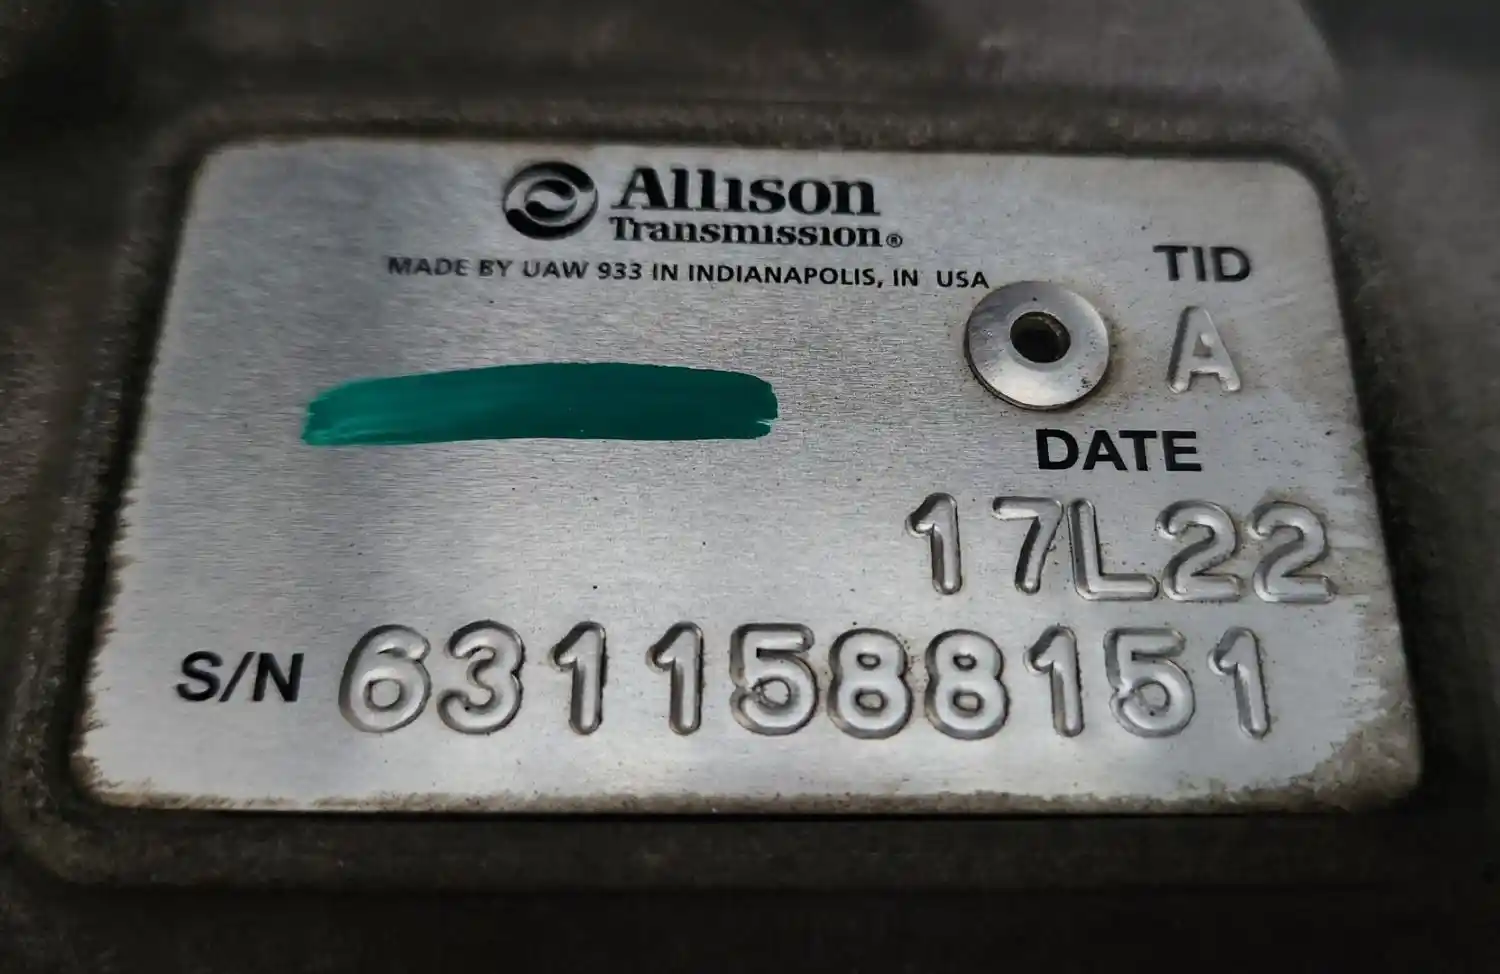 Allison
Transmission®
MADE BY UAW 933 IN INDIANAPOLIS, IN USA
TID
A
DATE
17L22
S/N 6311588151